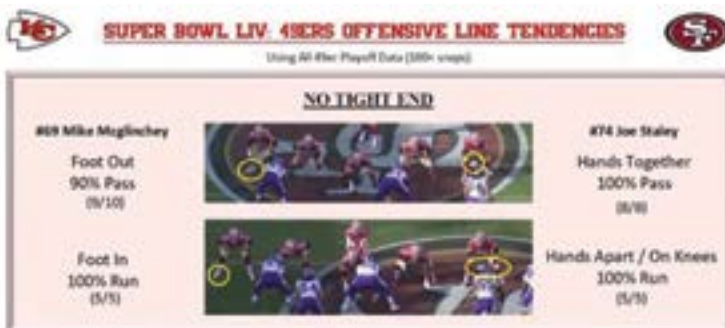 SUPER BOWL LIV: 49ERS OFFENSIVE LINE TENDENCIES
Using All 49er Playoff Data (100+ snaps)
NO TIGHT END
#69 Mike Mcglinchey
Foot Out
90% Pass
(9/10)
#74 Joe Staley
Hands Together
100% Pass
(8/8)
Foot In
100% Run
(5/5)
Hands Apart / On Knees
100% Run
(5/5)